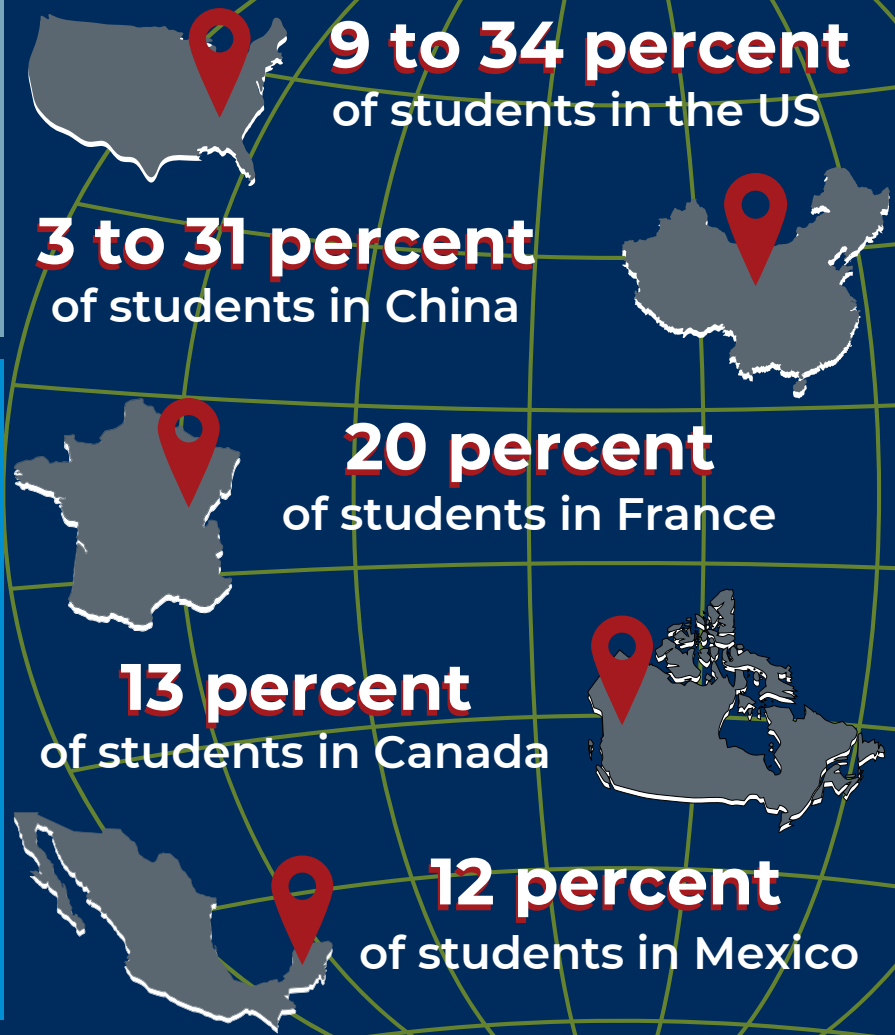 9 to 34 percent
of students in the US
3 to 31 percent
of students in China
20 percent
of students in France
13 percent
of students in Canada
12 percent
of students in Mexico